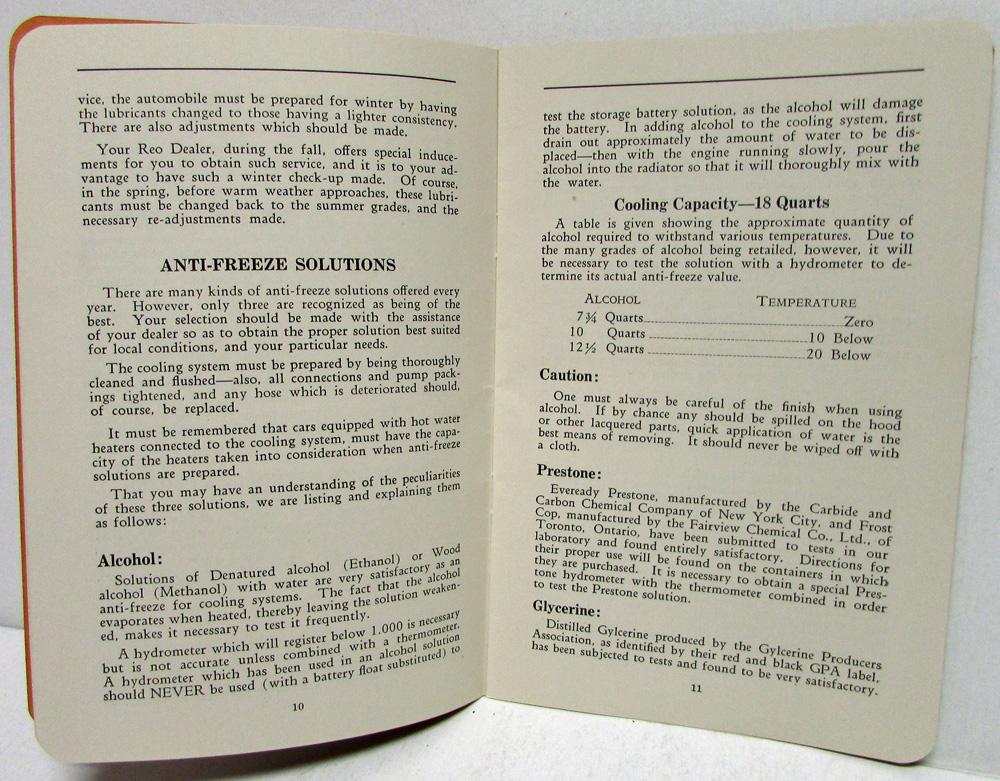 vice, the automobile must be prepared for winter by having
the lubricants changed to those having a lighter consistency.
There are also adjustments which should be made.
Your Reo Dealer, during the fall, offers special induce-
ments for you to obtain such service, and it is to your ad-
vantage to have such a winter check-up made. Of course,
in the spring, before warm weather approaches, these lubri-
cants must be changed back to the summer grades, and the
necessary re-adjustments made.
ANTI-FREEZE SOLUTIONS
There are many kinds of anti-freeze solutions offered every
year. However, only three are recognized as being of the
best. Your selection should be made with the assistance
of your dealer so as to obtain the proper solution best suited
for local conditions, and your particular needs.
The cooling system must be prepared by being thoroughly
cleaned and flushed—also, all connections and pump pack-
ings tightened, and any hose which is deteriorated should,
of course, be replaced.
It must be remembered that cars equipped with hot water
heaters connected to the cooling system, must have the capa-
city of the heaters taken into consideration when anti-freeze
solutions are prepared.
That you may have an understanding of the peculiarities
of these three solutions, we are listing and explaining them
as follows:
Alcohol:
Solutions of Denatured alcohol (Ethanol) or Wood
alcohol (Methanol) with water are very satisfactory as an
anti-freeze for cooling systems. The fact that the alcohol
evaporates when heated, thereby leaving the solution weaken-
ed, makes it necessary to test it frequently.
A hydrometer which will register below 1.000 is necessary
but is not accurate unless combined with a thermometer.
A hydrometer which has been used in an alcohol solution
should NEVER be used (with a battery float substituted) to
10
test the storage battery solution, as the alcohol will damage
the battery. In adding alcohol to the cooling system, first
drain out approximately the amount of water to be dis-
placed—then with the engine running slowly, pour the
alcohol into the radiator so that it will thoroughly mix with
the water.
Cooling Capacity—18 Quarts
A table is given showing the approximate quantity of
alcohol required to withstand various temperatures. Due to
the many grades of alcohol being retailed, however, it will
be necessary to test the solution with a hydrometer to de-
termine its actual anti-freeze value.
ALCOHOL TEMPERATURE
7¾ Quarts Zero
10 Quarts 10 Below
12½ Quarts 20 Below
Caution:
One must always be careful of the finish when using
alcohol. If by chance any should be spilled on the hood
or other lacquered parts, quick application of water is the
best means of removing. It should never be wiped off with
a cloth.
Prestone:
Eveready Prestone, manufactured by the Carbide and
Carbon Chemical Company of New York City, and Frost
Cop, manufactured by the Fairview Chemical Co., Ltd., of
Toronto, Ontario, have been submitted to tests in our
laboratory and found entirely satisfactory. Directions for
their proper use will be found on the containers in which
they are purchased. It is necessary to obtain a special Pres-
tone hydrometer with the thermometer combined in order
to test the Prestone solution.
Glycerine:
Distilled Gylcerine produced by the Gylcerine Producers
Association, as identified by their red and black GPA label,
has been subjected to tests and found to be very satisfactory.
11